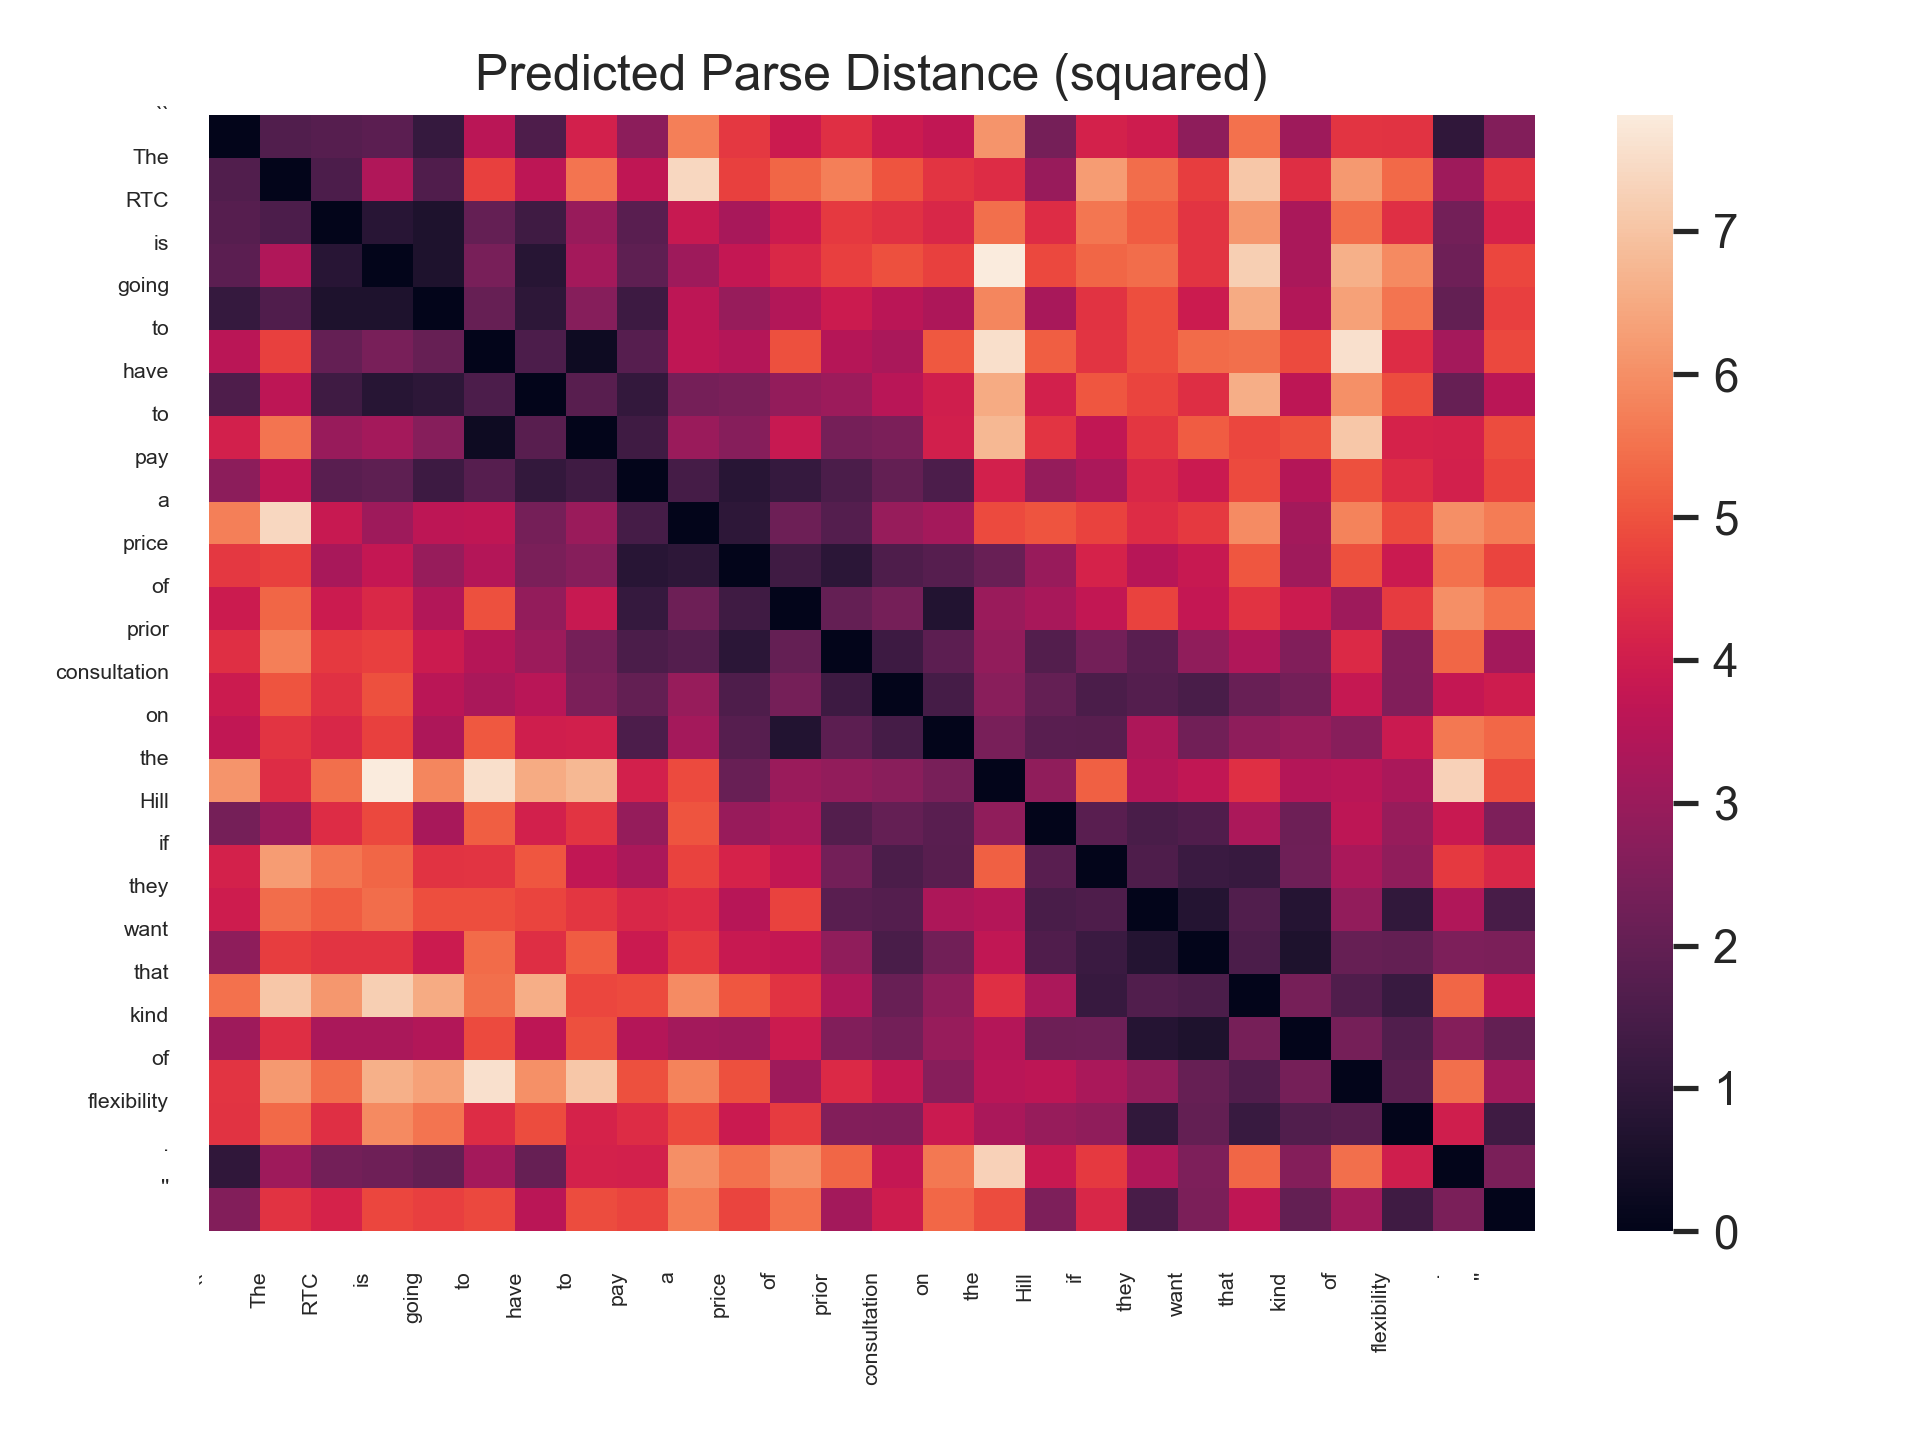 Predicted Parse Distance (squared)
``
The
RTC
is
going
to
have
to
pay
a
price
of
prior
consultation
on
the
Hill
if
they
want
that
kind
of
flexibility
.
''
7
6
5
4
3
2
1
0
``
The
RTC
is
going
to
have
to
pay
a
price
of
prior
consultation
on
the
Hill
if
they
want
that
kind
of
flexibility
.
''